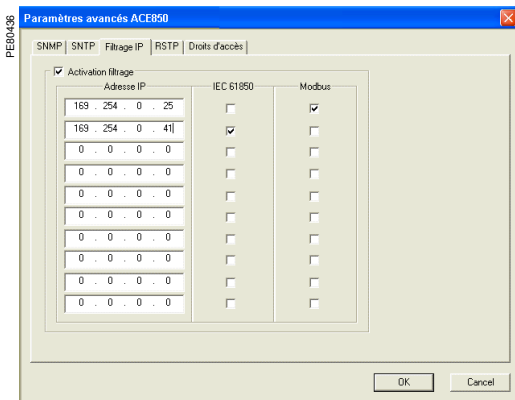 PE80436
Paramètres avancés ACE850
SNMP SNTP Filtrage IP RSTP Droits d'accès
Activation filtrage
Adresse IP IEC 61850 Modbus
169 . 254 . 0 . 25
169 . 254 . 0 . 41
0 . 0 . 0 . 0
0 . 0 . 0 . 0
0 . 0 . 0 . 0
0 . 0 . 0 . 0
0 . 0 . 0 . 0
0 . 0 . 0 . 0
0 . 0 . 0 . 0
0 . 0 . 0 . 0
OK Cancel